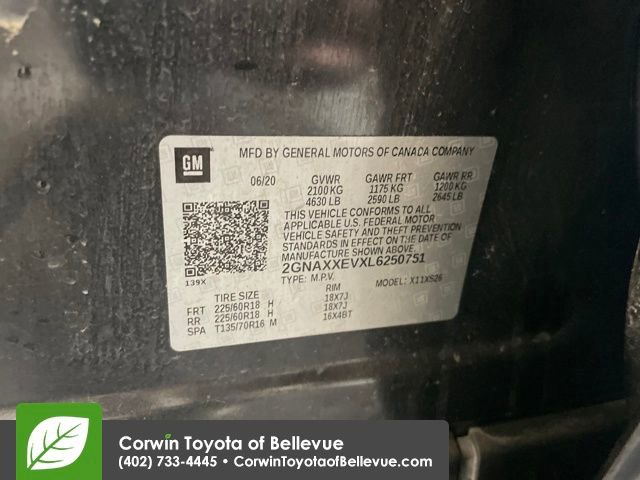 GM
MFD BY GENERAL MOTORS OF CANACA COMPANY
06/20 GVWR GAWR FRT GAWR RR
2100 KG 1175 KG 1200 KG
4630 LB 2590 LB 2645 LB
THIS VEHICLE CONFORMS TO ALL
APPLICABLE U.S. FEDERAL MOTOR
VEHICLE SAFETY AND THEFT PREVENTION
STANDARDS IN EFFECT ON THE DATE OF
MANUFACTURE SHOWN ABOVE.
2GNAXXEVXL6250751
139X TYPE: M.P.V. MODEL: X11XS26
TIRE SIZE RIM
FRT 225/60R18 H 18X7J
RR 225/60R18 H 18X7J
SPA T135/70R16 M 16X4BT
Corwin Toyota of Bellevue
(402) 733-4445 • CorwinToyotaofBellevue.com